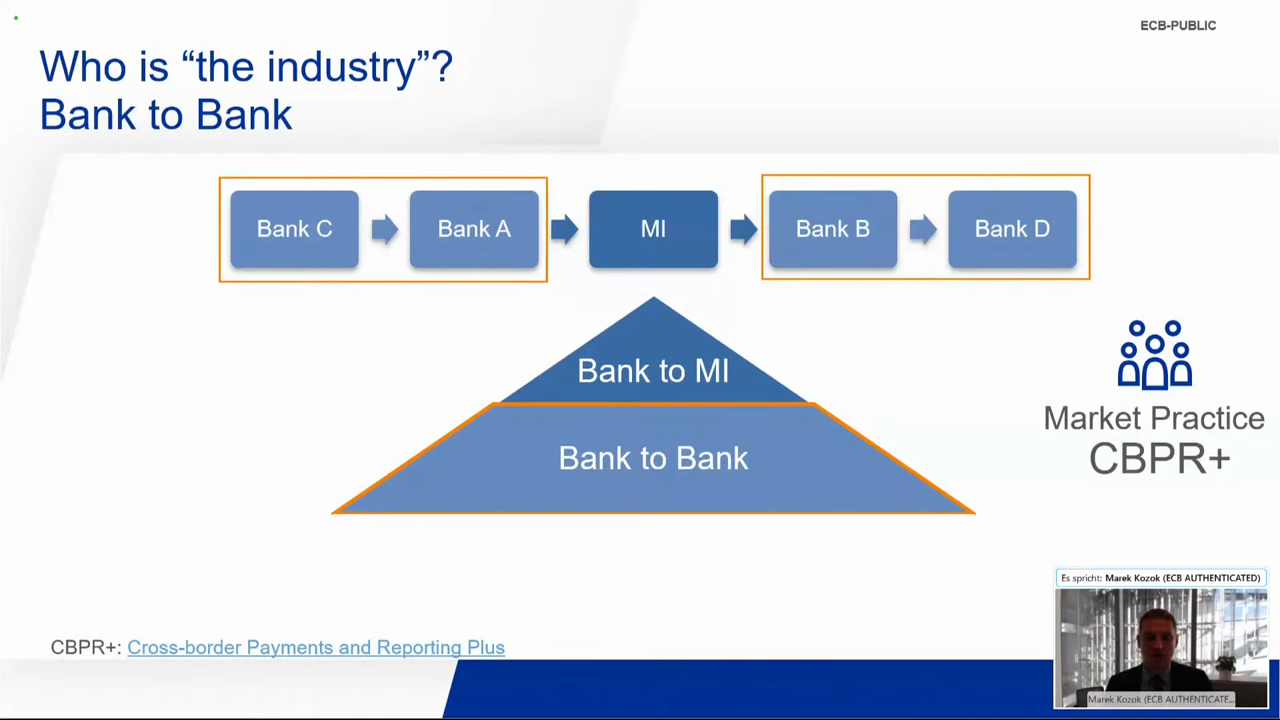 ECB-PUBLIC
Who is “the industry”?
Bank to Bank
Bank C
Bank A
MI
Bank B
Bank D
Bank to MI
Bank to Bank
Market Practice
CBPR+
Es spricht: Marek Kozok (ECB AUTHENTICATED)
CBPR+: Cross-border Payments and Reporting Plus
Marek Kozok (ECB AUTHENTICATE...